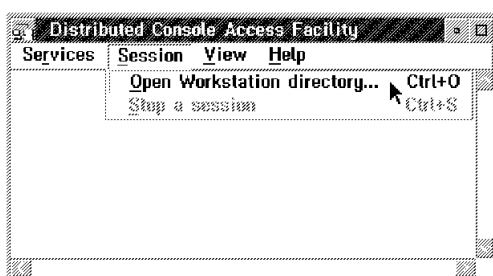 Distributed Console Access Facility
Services Session View Help
Open Workstation directory... Ctrl+O
Stop a session Ctrl+S